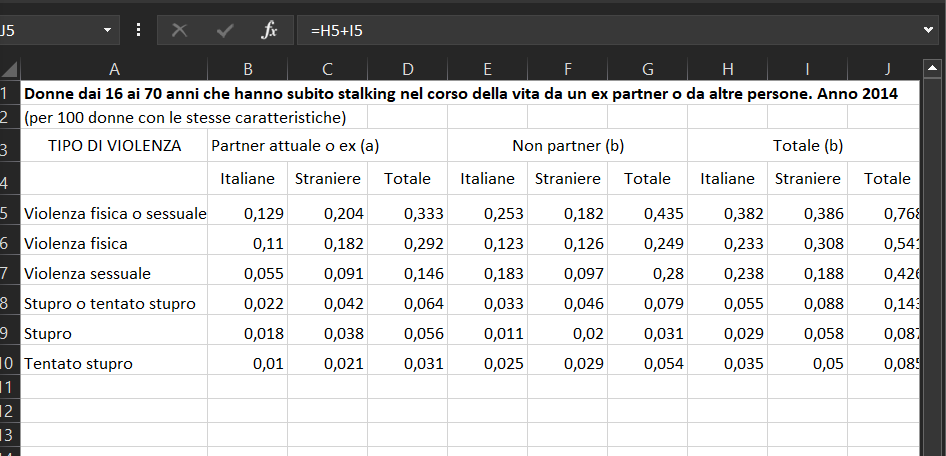 J5 fx =H5+I5
A B C D E F G H I J
1 Donne dai 16 ai 70 anni che hanno subito stalking nel corso della vita da un ex partner o da altre persone. Anno 2014
2 (per 100 donne con le stesse caratteristiche)
3 TIPO DI VIOLENZA Partner attuale o ex (a) Non partner (b) Totale (b)
4 Italiane Straniere Totale Italiane Straniere Totale Italiane Straniere Totale
5 Violenza fisica o sessuale 0,129 0,204 0,333 0,253 0,182 0,435 0,382 0,386 0,768
6 Violenza fisica 0,11 0,182 0,292 0,123 0,126 0,249 0,233 0,308 0,541
7 Violenza sessuale 0,055 0,091 0,146 0,183 0,097 0,28 0,238 0,188 0,426
8 Stupro o tentato stupro 0,022 0,042 0,064 0,033 0,046 0,079 0,055 0,088 0,143
9 Stupro 0,018 0,038 0,056 0,011 0,02 0,031 0,029 0,058 0,087
10 Tentato stupro 0,01 0,021 0,031 0,025 0,029 0,054 0,035 0,05 0,085
11
12
13